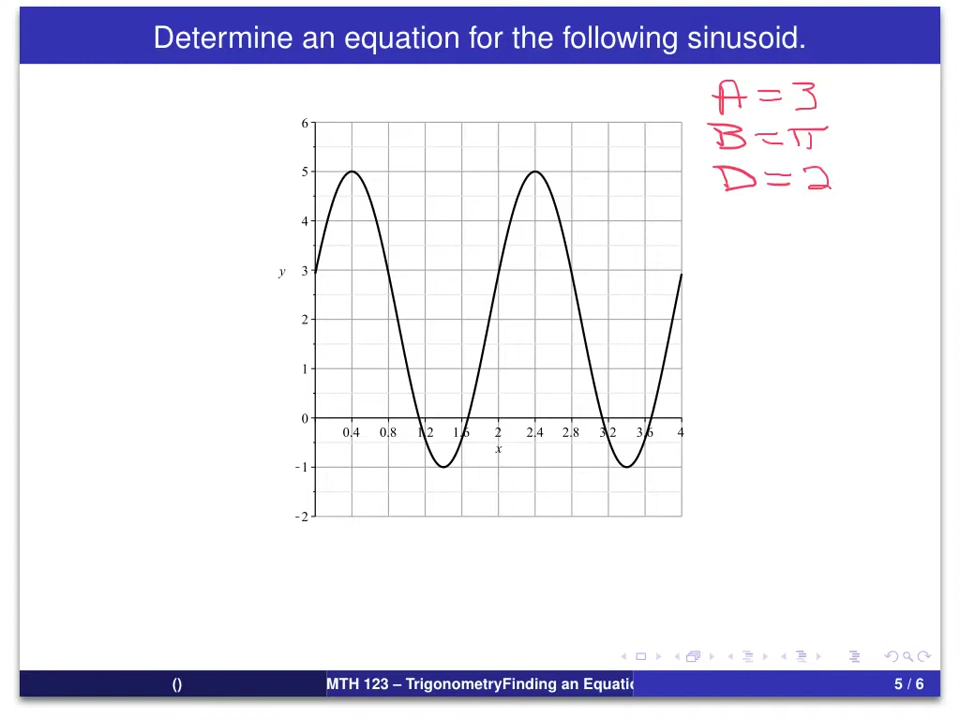 Determine an equation for the following sinusoid.
A = 3
B = π
D = 2
6
5
4
y 3
2
1
0
0.4 0.8 1.2 1.6 2 2.4 2.8 3.2 3.6 4
x
-1
-2
() MTH 123 – TrigonometryFinding an Equatio 5 / 6